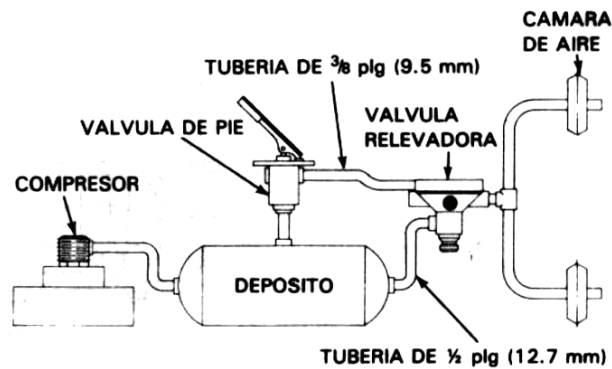 CAMARA
DE AIRE
TUBERIA DE ⅜ plg (9.5 mm)
VALVULA
RELEVADORA
VALVULA DE PIE
COMPRESOR
DEPOSITO
TUBERIA DE ½ plg (12.7 mm)